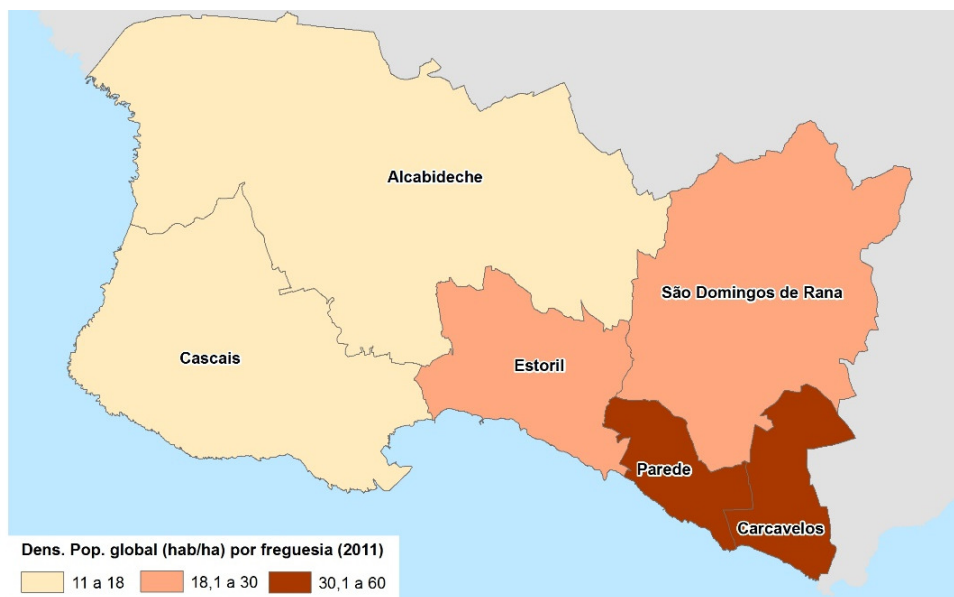 Alcabideche
São Domingos de Rana
Cascais
Estoril
Parede
Carcavelos
Dens. Pop. global (hab/ha) por freguesia (2011)
11 a 18 18,1 a 30 30,1 a 60